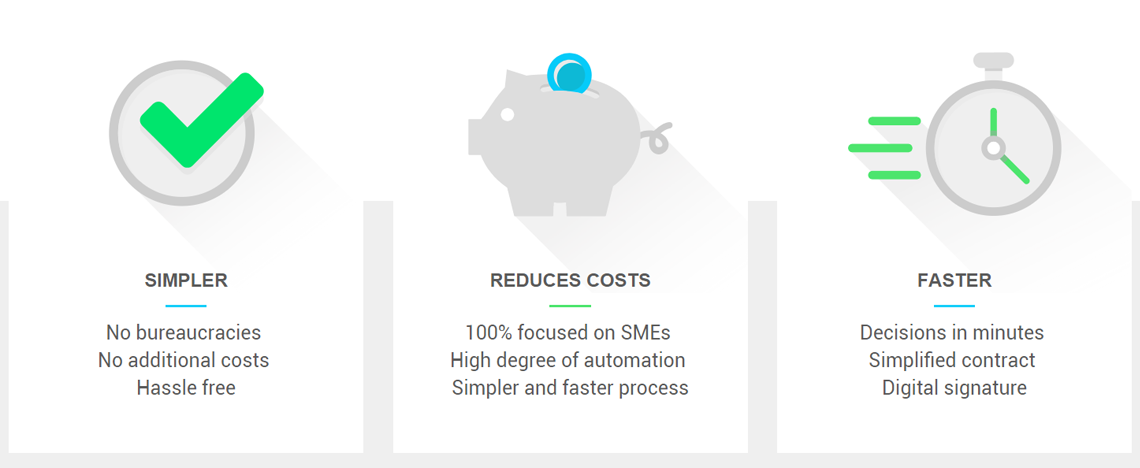 SIMPLER
No bureaucracies
No additional costs
Hassle free
REDUCES COSTS
100% focused on SMEs
High degree of automation
Simpler and faster process
FASTER
Decisions in minutes
Simplified contract
Digital signature